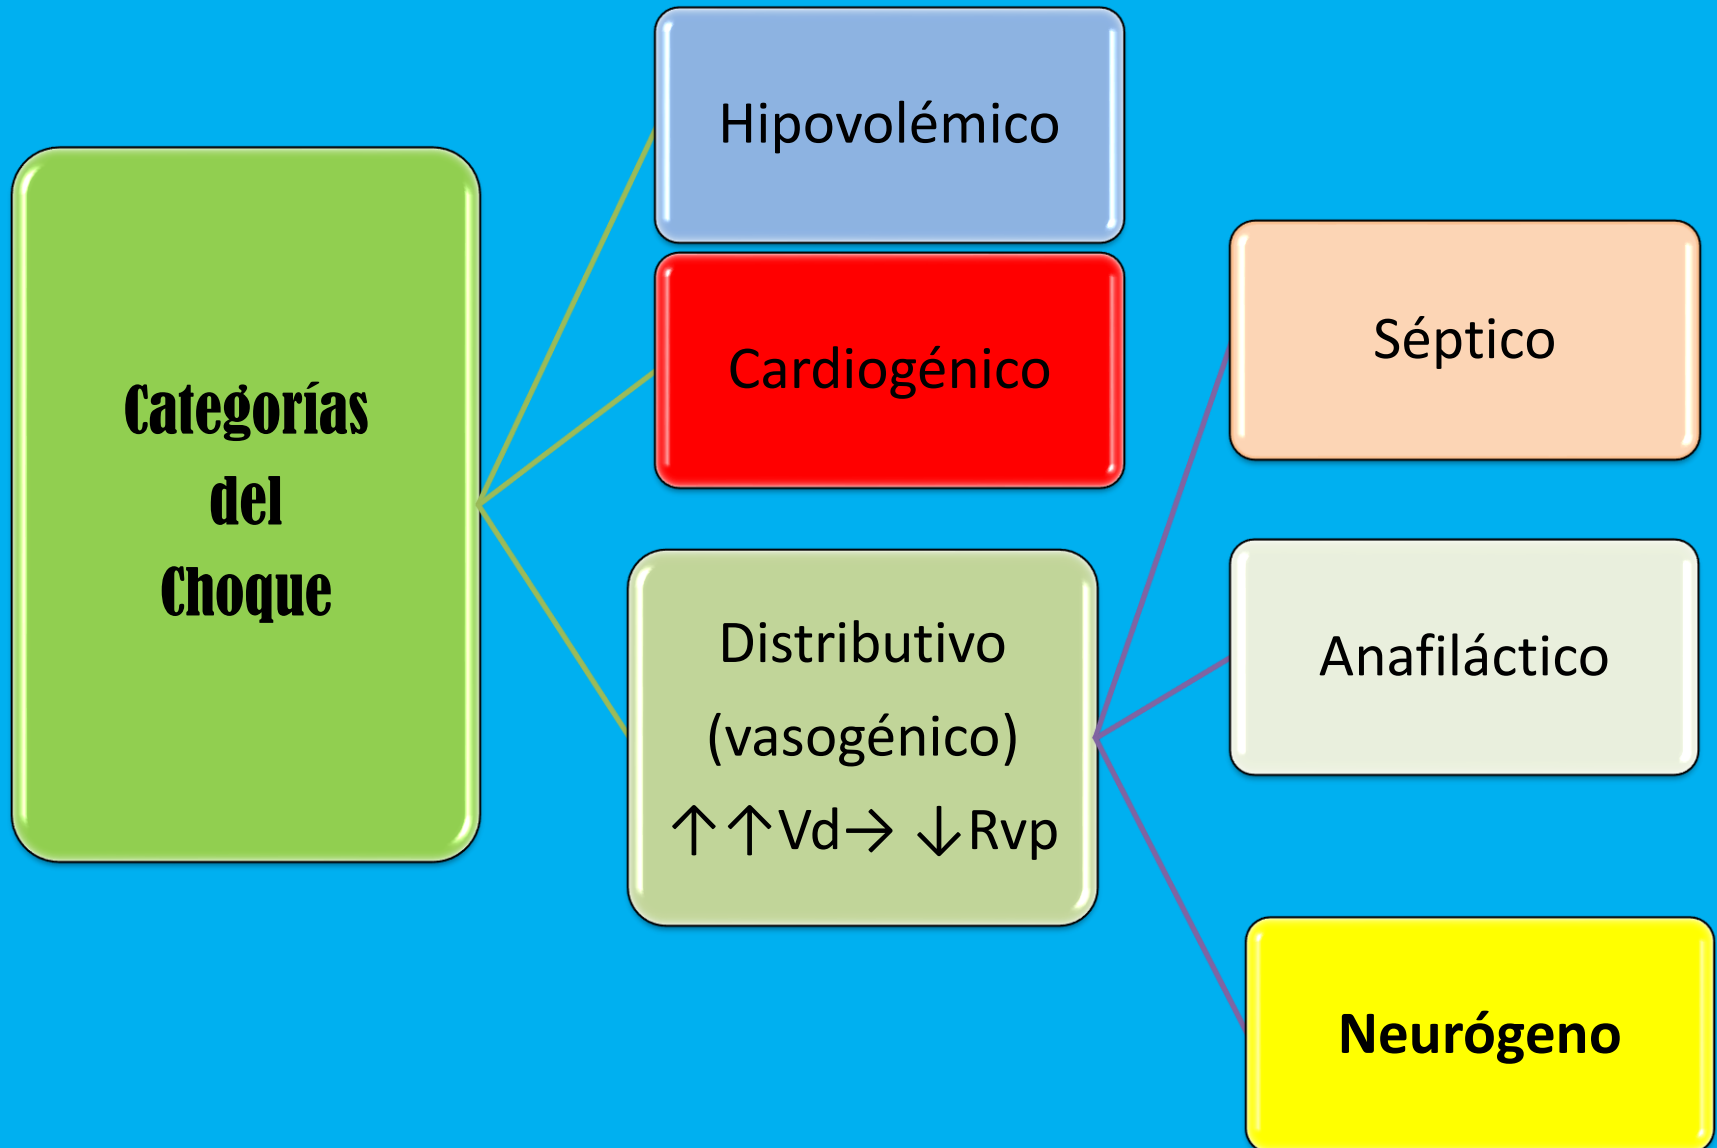 Categorías
del
Choque
Hipovolémico
Cardiogénico
Distributivo
(vasogénico)
↑↑Vd→ ↓Rvp
Séptico
Anafiláctico
Neurógeno